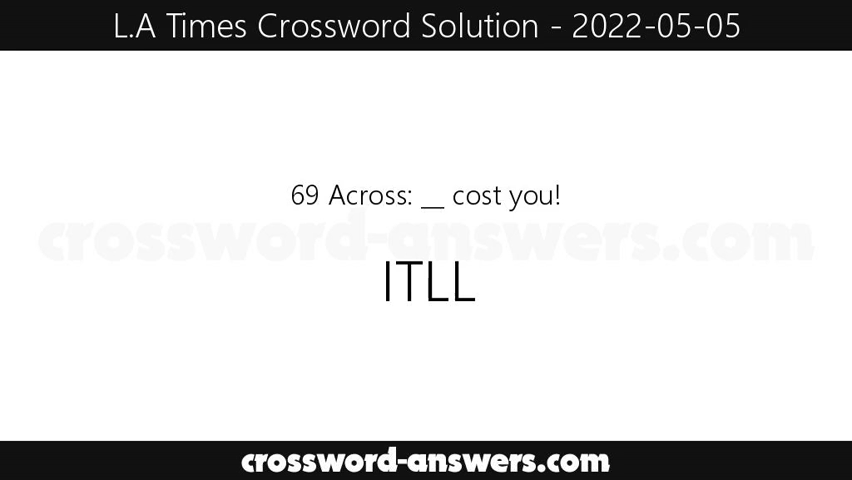 L.A Times Crossword Solution - 2022-05-05
69 Across: __ cost you!
crossword-answers.com
ITLL
crossword-answers.com